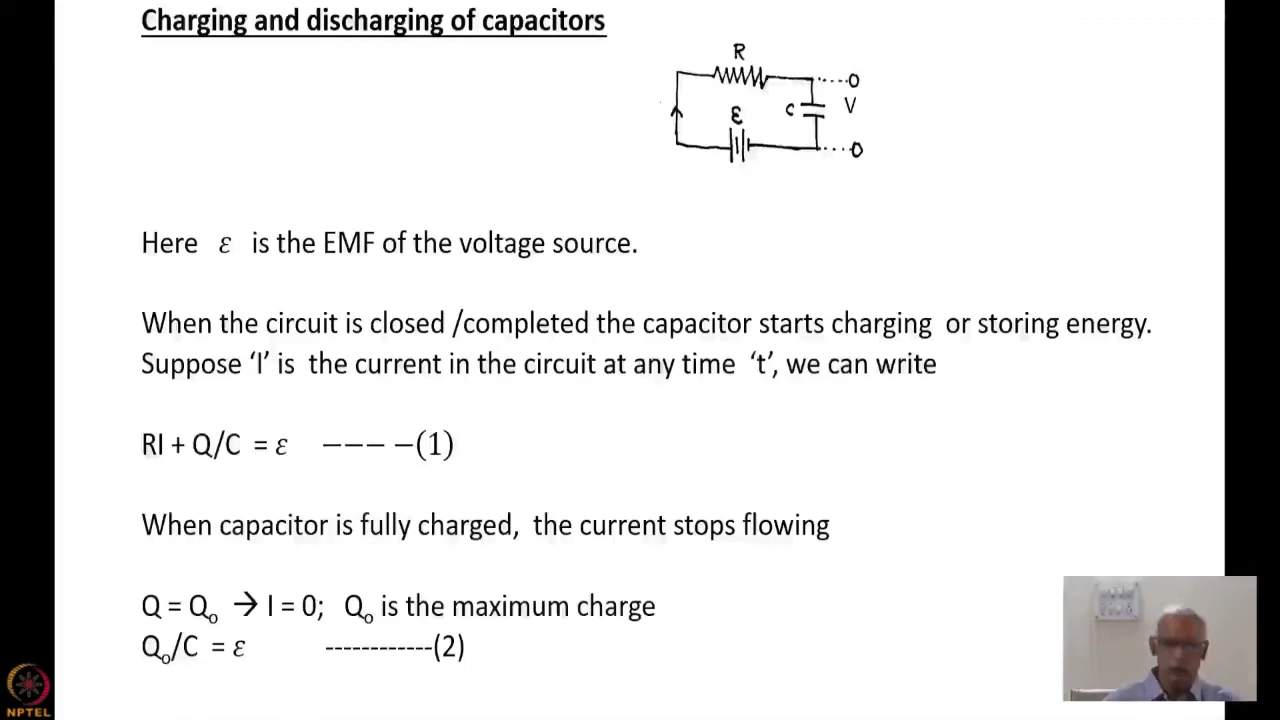 Charging and discharging of capacitors
R
ε
C
V
Here ε is the EMF of the voltage source.
When the circuit is closed /completed the capacitor starts charging or storing energy.
Suppose ‘I’ is the current in the circuit at any time ‘t’, we can write
RI + Q/C = ε −−− −(1)
When capacitor is fully charged, the current stops flowing
Q = Qₒ → I = 0; Qₒ is the maximum charge
Qₒ/C = ε ------------(2)
NPTEL